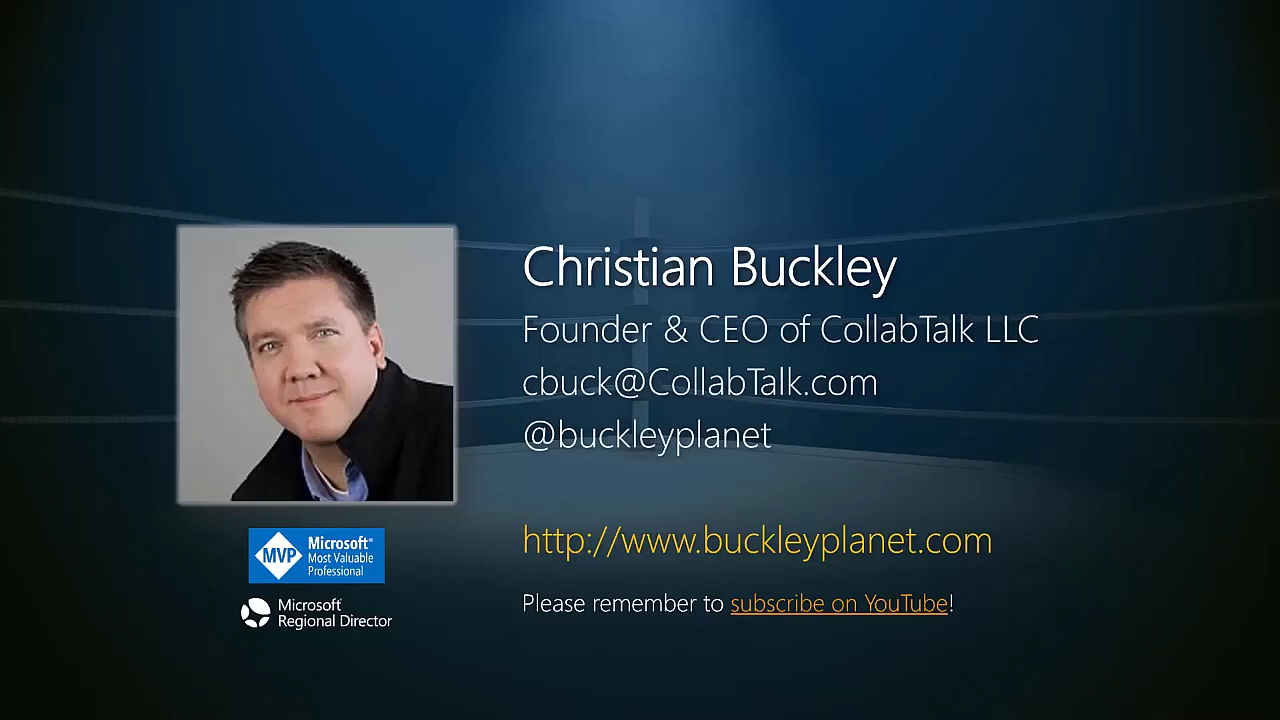 Christian Buckley
Founder & CEO of CollabTalk LLC
cbuck@CollabTalk.com
@buckleyplanet
http://www.buckleyplanet.com
Please remember to subscribe on YouTube!
MVP
Microsoft®
Most Valuable
Professional
Microsoft
Regional Director